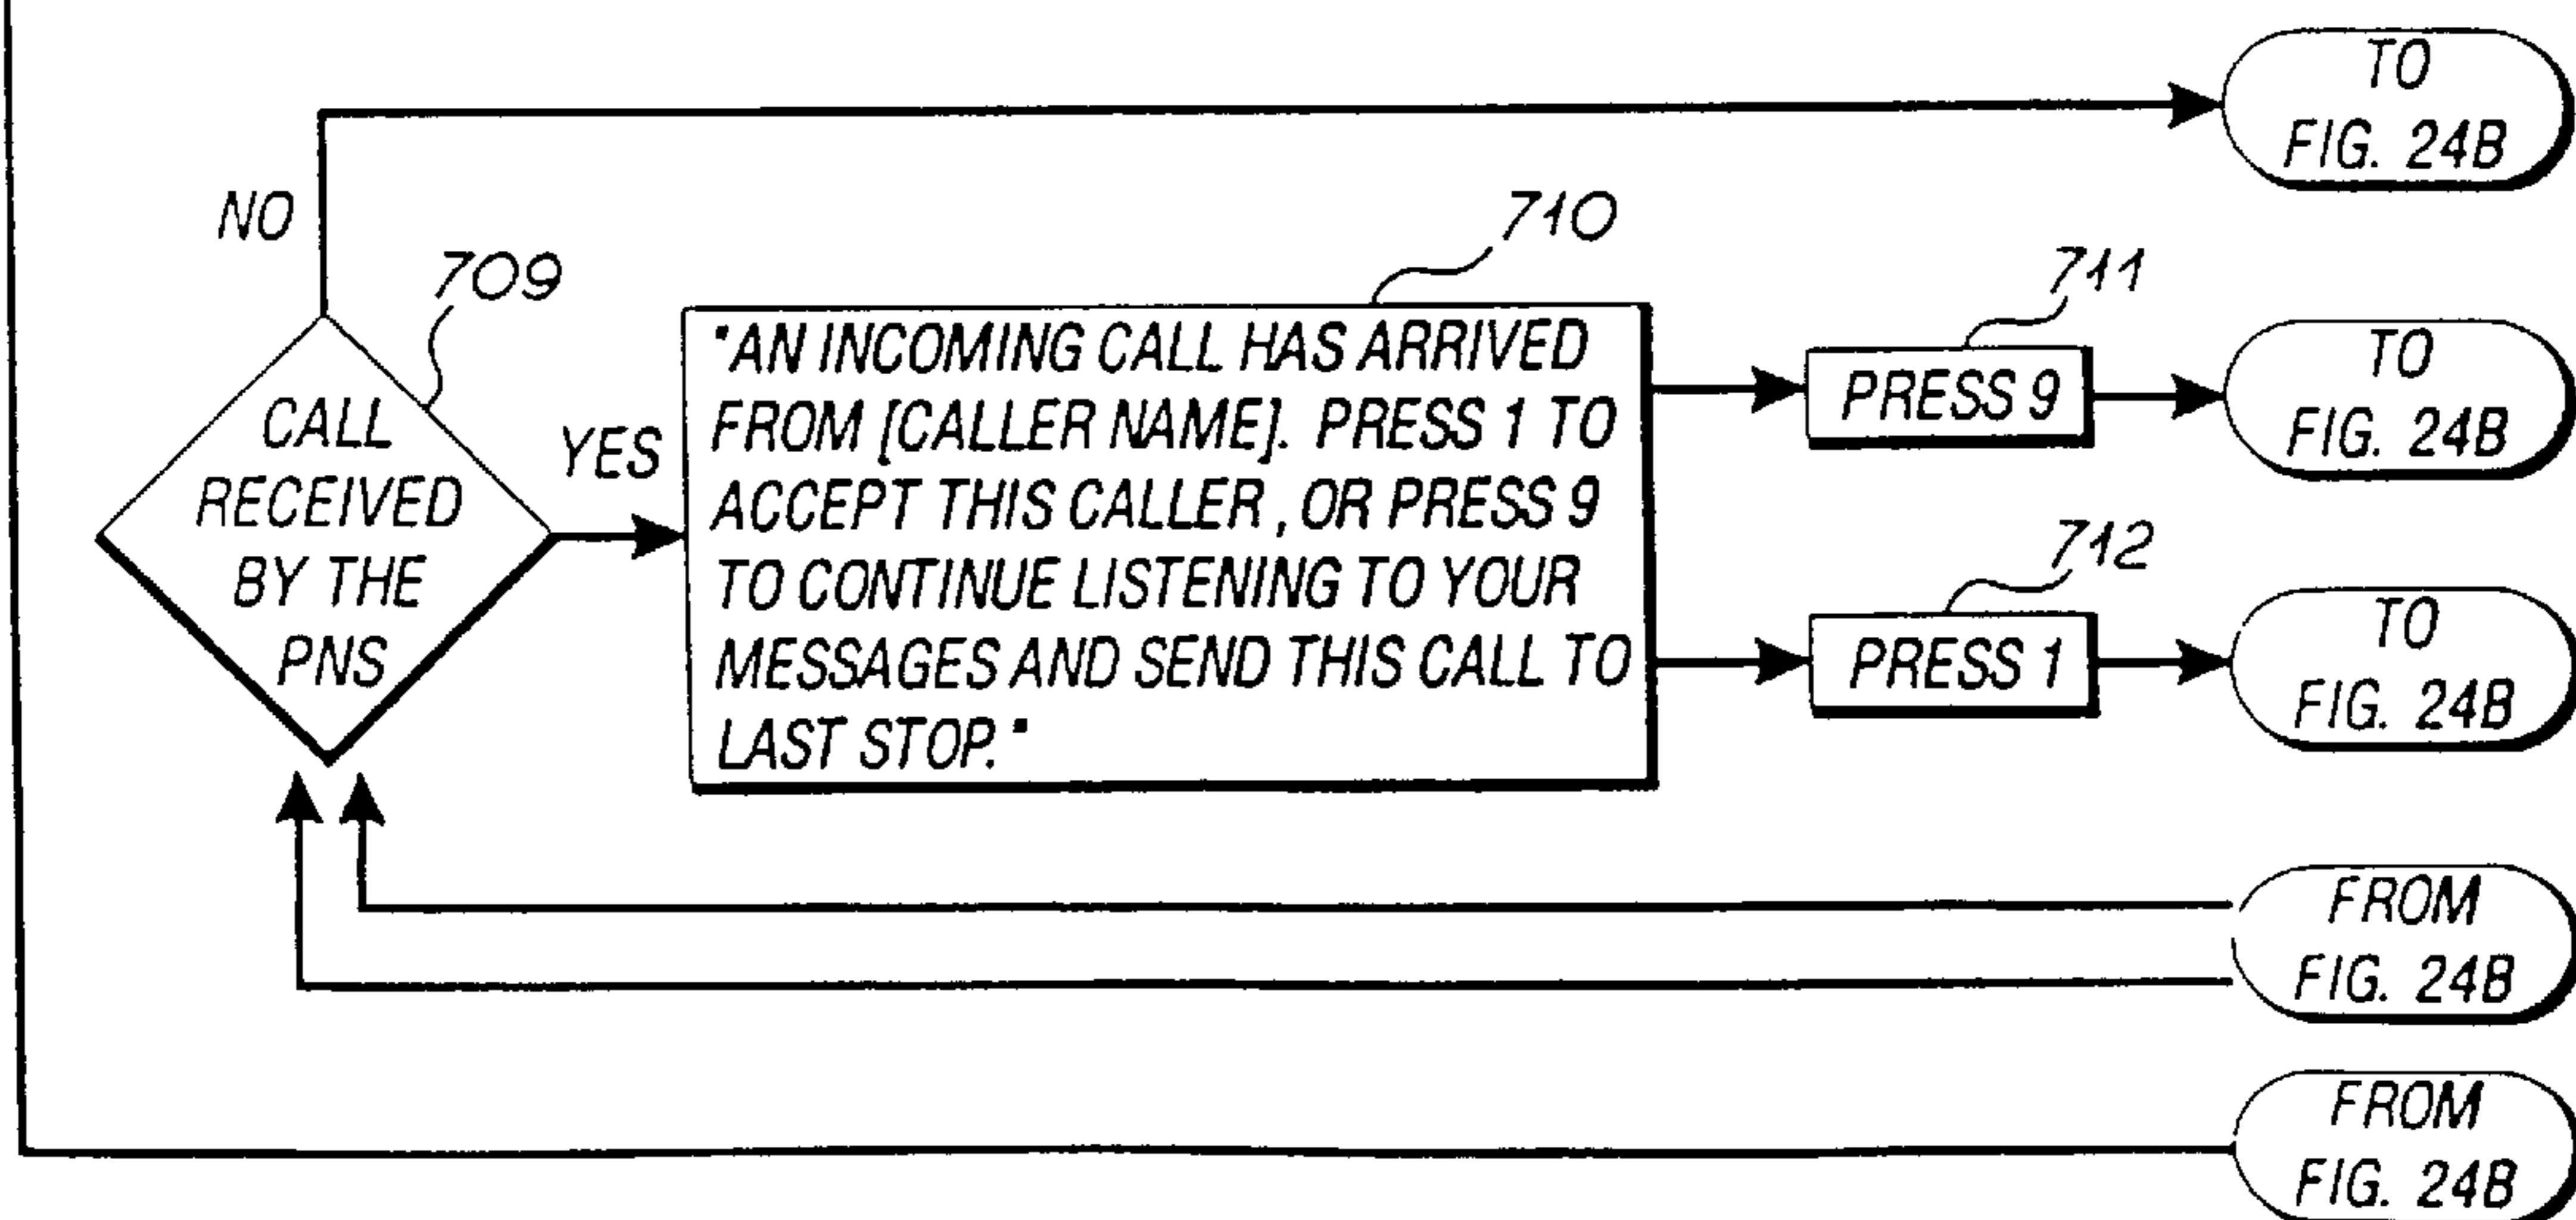 TO
FIG. 24B
NO
709
CALL
RECEIVED
BY THE
PNS
YES
710
"AN INCOMING CALL HAS ARRIVED
FROM [CALLER NAME]. PRESS 1 TO
ACCEPT THIS CALLER, OR PRESS 9
TO CONTINUE LISTENING TO YOUR
MESSAGES AND SEND THIS CALL TO
LAST STOP."
711
PRESS 9
TO
FIG. 24B
712
PRESS 1
TO
FIG. 24B
FROM
FIG. 24B
FROM
FIG. 24B